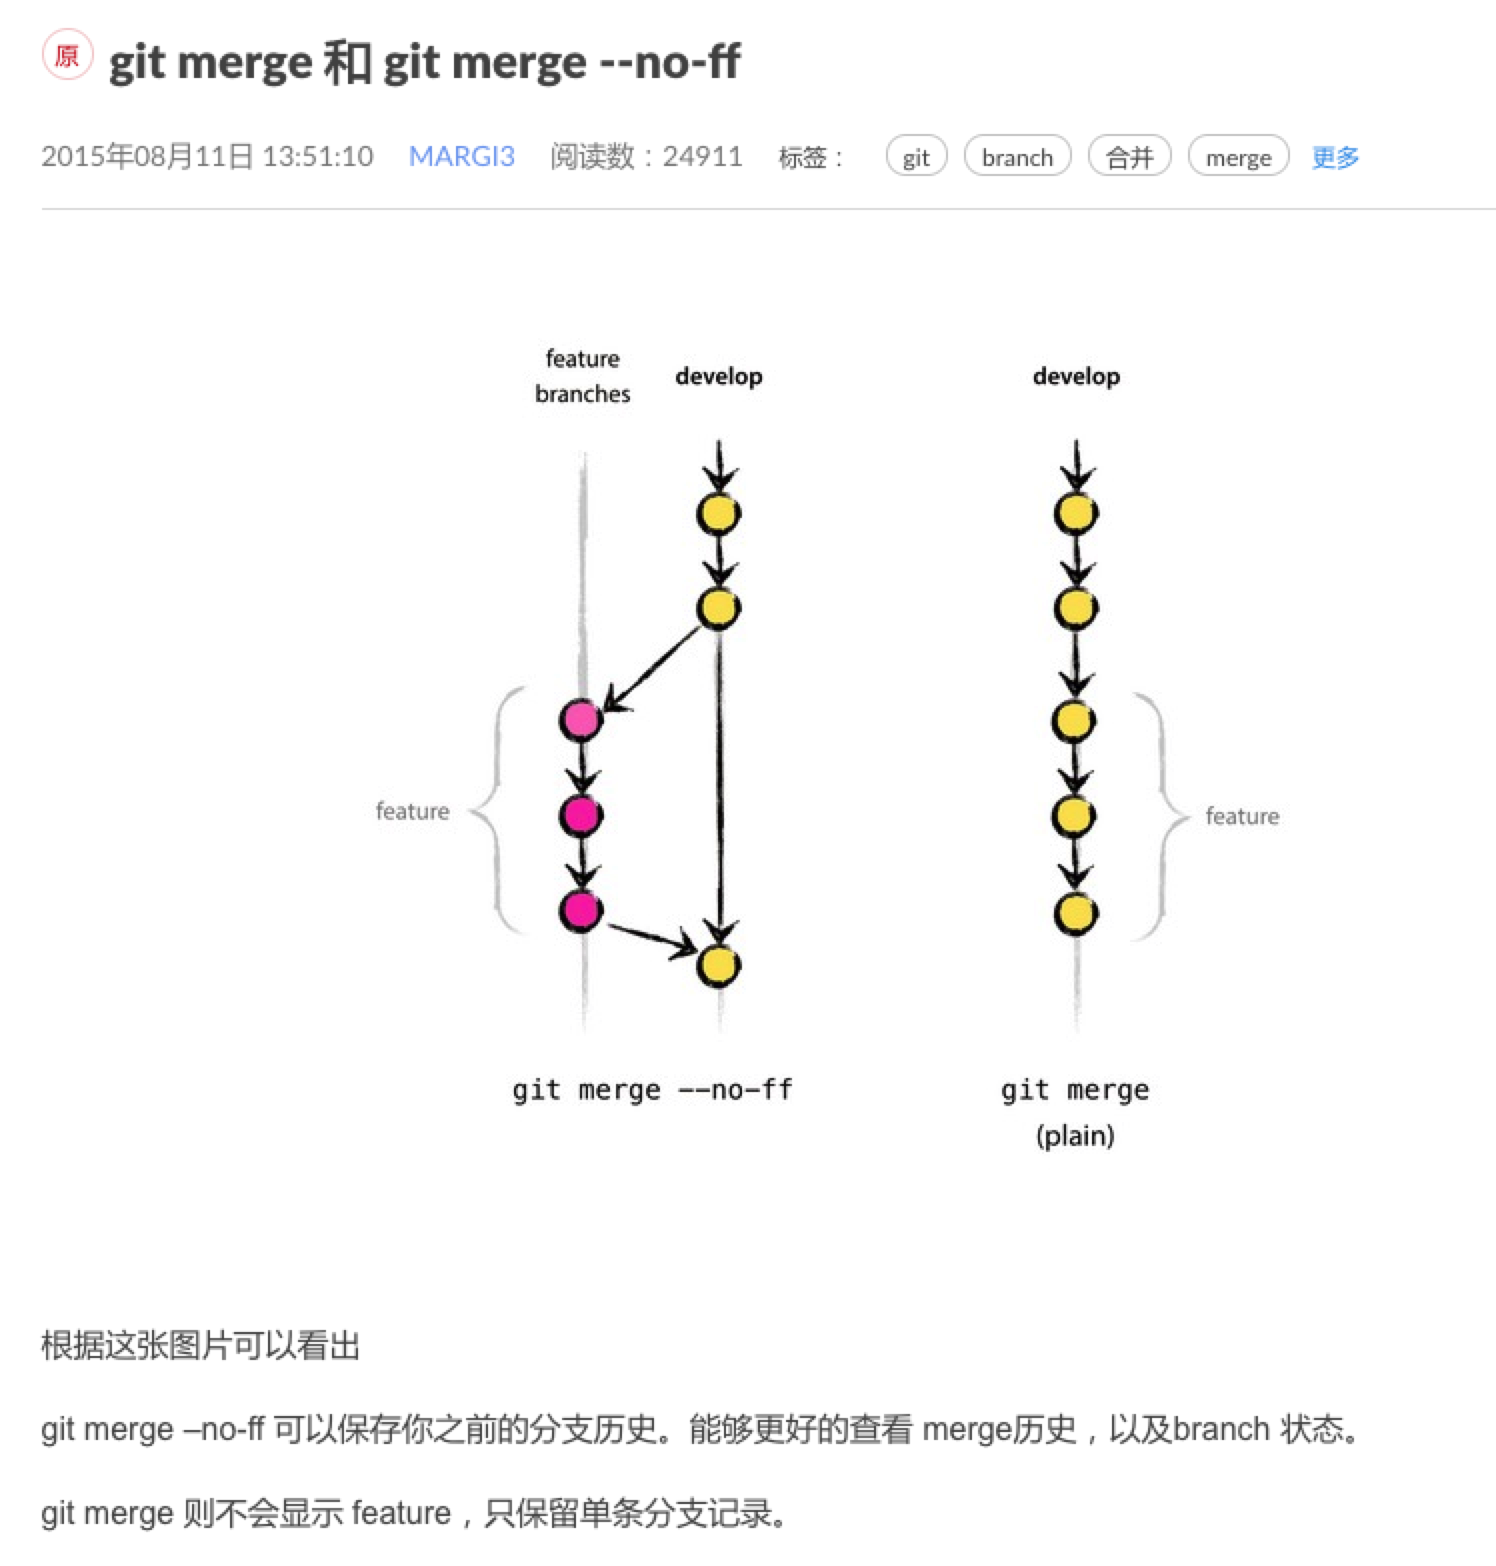 原 git merge 和 git merge --no-ff
2015年08月11日 13:51:10 MARGI3 阅读数：24911 标签： git branch 合并 merge 更多
feature
branches
develop
develop
feature
feature
git merge --no-ff
git merge
(plain)
根据这张图片可以看出
git merge –no-ff 可以保存你之前的分支历史。能够更好的查看 merge历史，以及branch 状态。
git merge 则不会显示 feature，只保留单条分支记录。